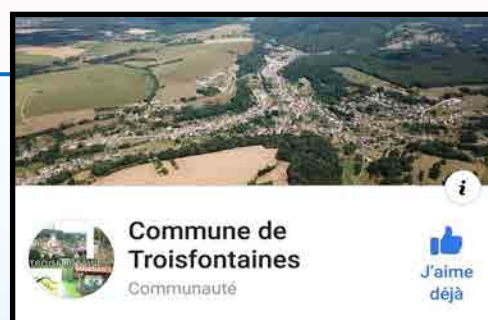 i
Commune de
Troisfontaines
Communauté
J'aime
déjà